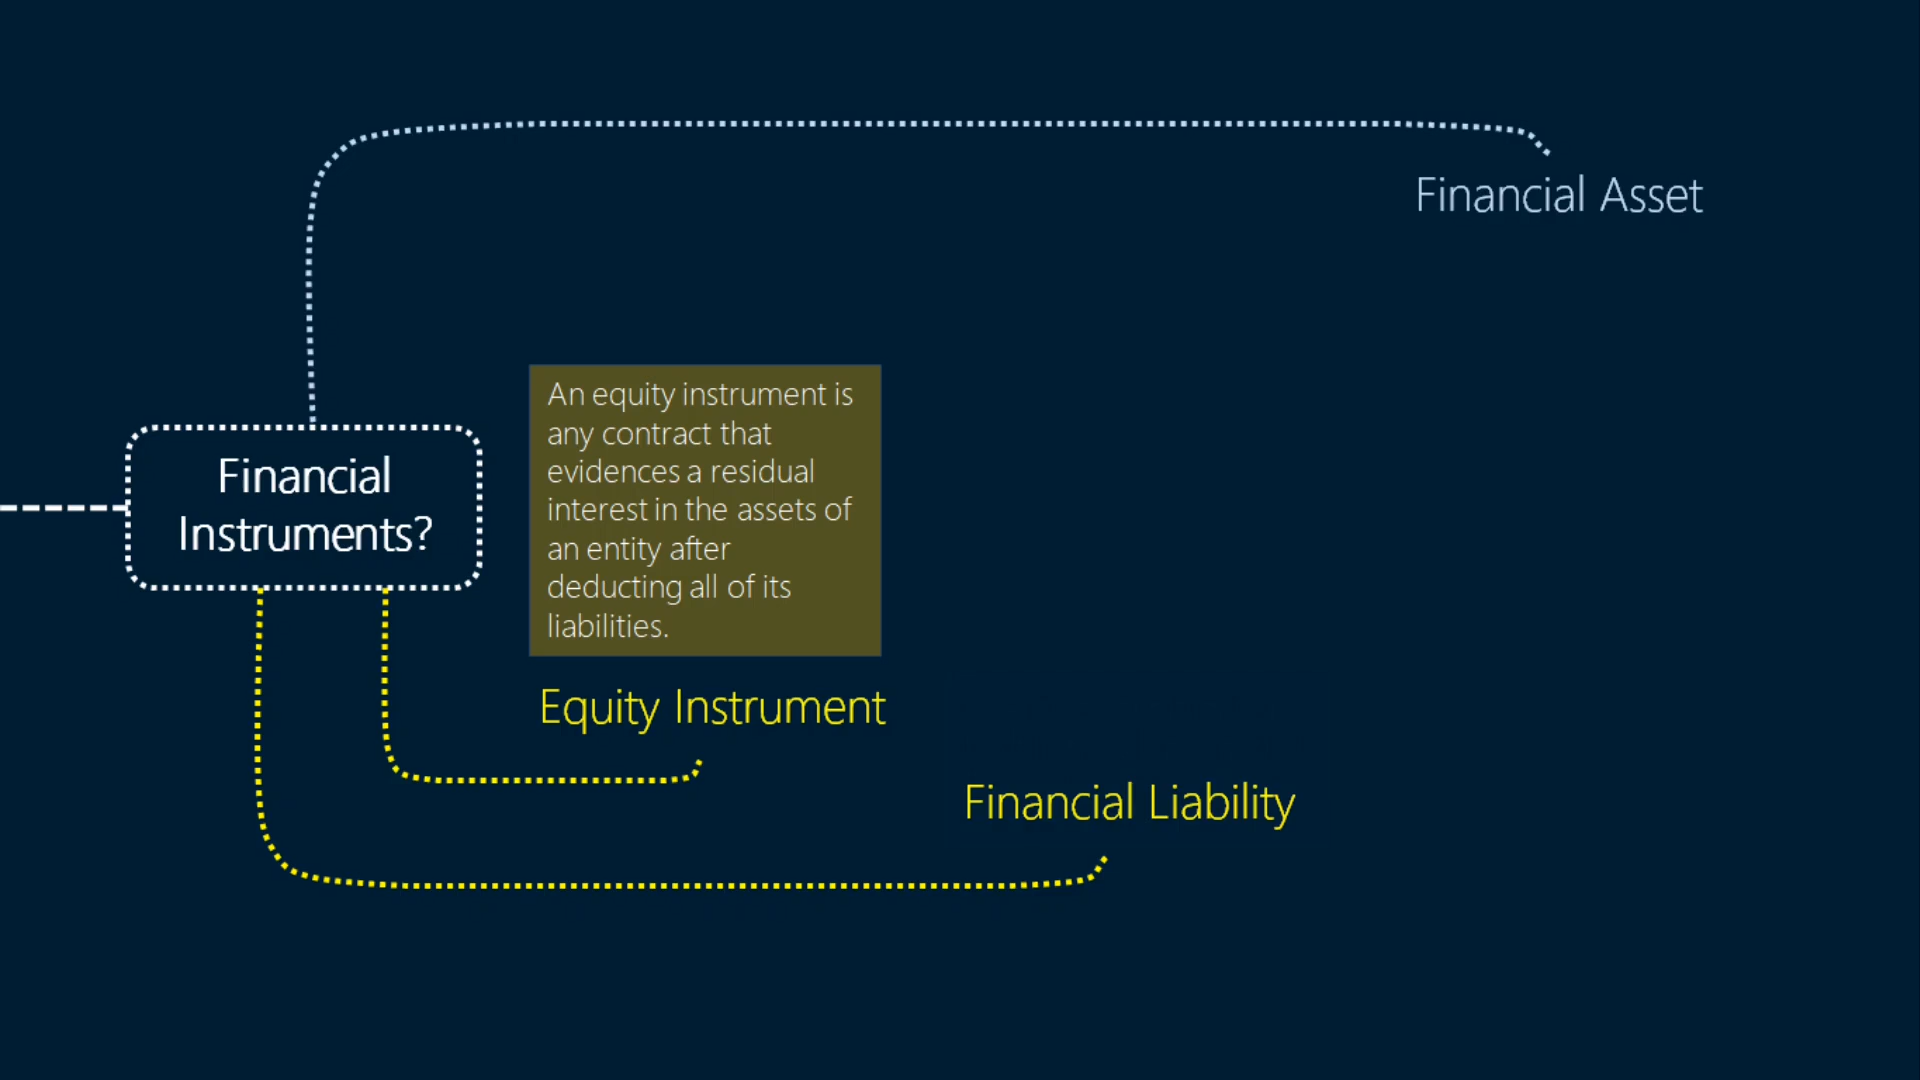 Financial Asset
Financial
Instruments?
An equity instrument is
any contract that
evidences a residual
interest in the assets of
an entity after
deducting all of its
liabilities.
Equity Instrument
Financial Liability